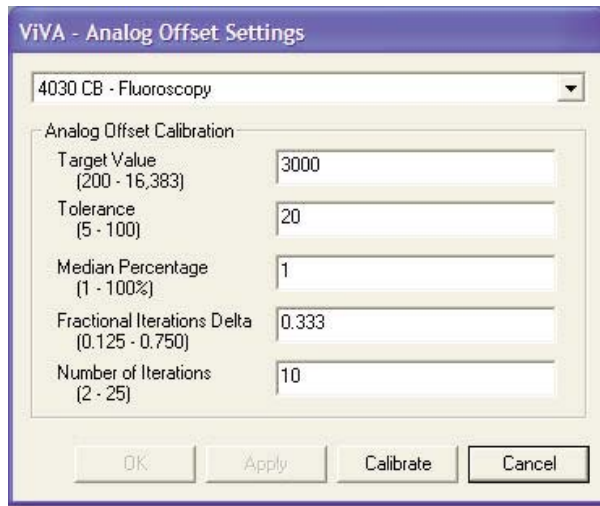 ViVA - Analog Offset Settings
4030 CB - Fluoroscopy
Analog Offset Calibration
Target Value
(200 - 16,383)
3000
Tolerance
(5 - 100)
20
Median Percentage
(1 - 100%)
1
Fractional Iterations Delta
(0.125 - 0.750)
0.333
Number of Iterations
(2 - 25)
10
OK Apply Calibrate Cancel